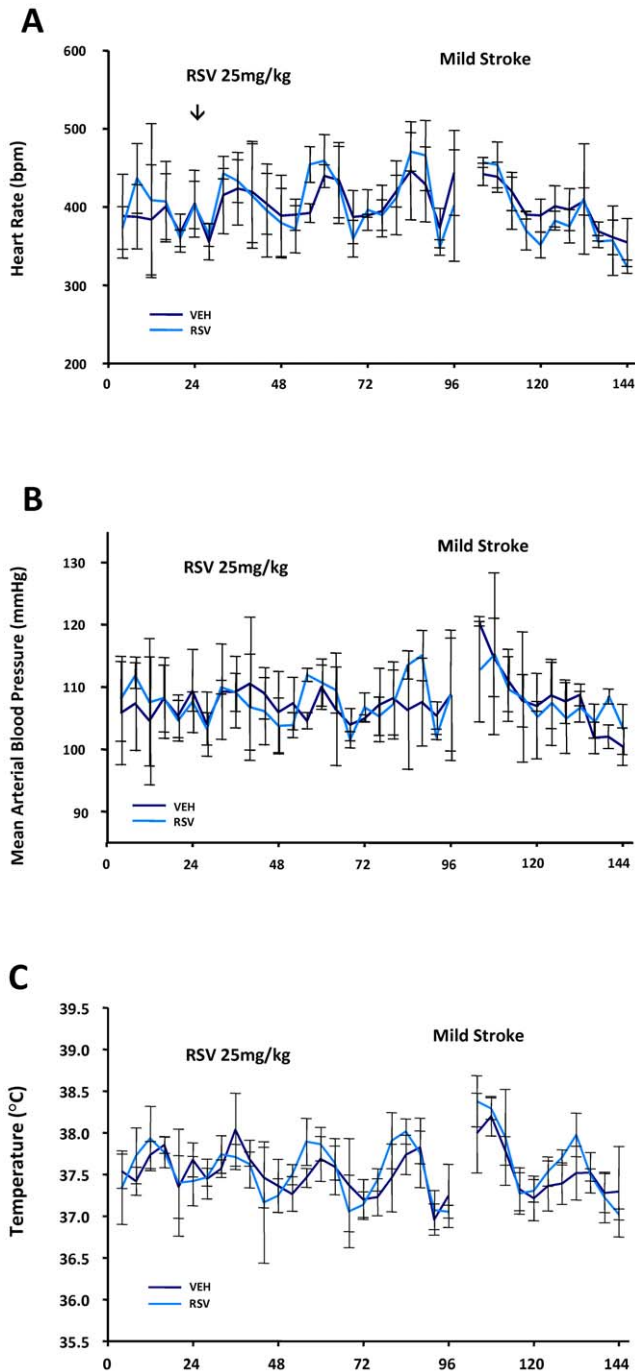 A
600
RSV 25mg/kg
Mild Stroke
↓
500
Heart Rate (bpm)
400
300
VEH
RSV
200
0 24 48 72 96 120 144
B
130
RSV 25mg/kg
Mild Stroke
Mean Arterial Blood Pressure (mmHg)
120
110
100
90
VEH
RSV
0 24 48 72 96 120 144
C
39.5
39.0
RSV 25mg/kg
Mild Stroke
38.5
Temperature (°C)
38.0
37.5
37.0
36.5
36.0
VEH
RSV
35.5
0 24 48 72 96 120 144